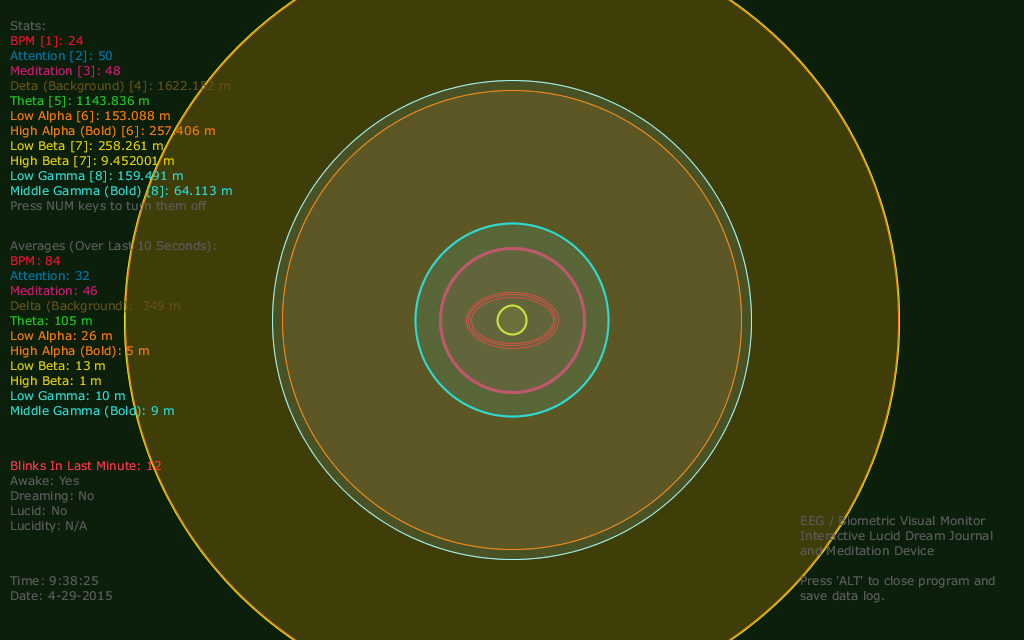 Stats:
BPM [1]: 24
Attention [2]: 50
Meditation [3]: 48
Deta (Background) [4]: 1622.152 m
Theta [5]: 1143.836 m
Low Alpha [6]: 153.088 m
High Alpha (Bold) [6]: 257.406 m
Low Beta [7]: 258.261 m
High Beta [7]: 9.452001 m
Low Gamma [8]: 159.491 m
Middle Gamma (Bold) [8]: 64.113 m
Press NUM keys to turn them off
Averages (Over Last 10 Seconds):
BPM: 84
Attention: 32
Meditation: 46
Delta (Background): 349 m
Theta: 105 m
Low Alpha: 26 m
High Alpha (Bold): 5 m
Low Beta: 13 m
High Beta: 1 m
Low Gamma: 10 m
Middle Gamma (Bold): 9 m
Blinks In Last Minute: 12
Awake: Yes
Dreaming: No
Lucid: No
Lucidity: N/A
Time: 9:38:25
Date: 4-29-2015
EEG / Biometric Visual Monitor
Interactive Lucid Dream Journal
and Meditation Device
Press 'ALT' to close program and
save data log.